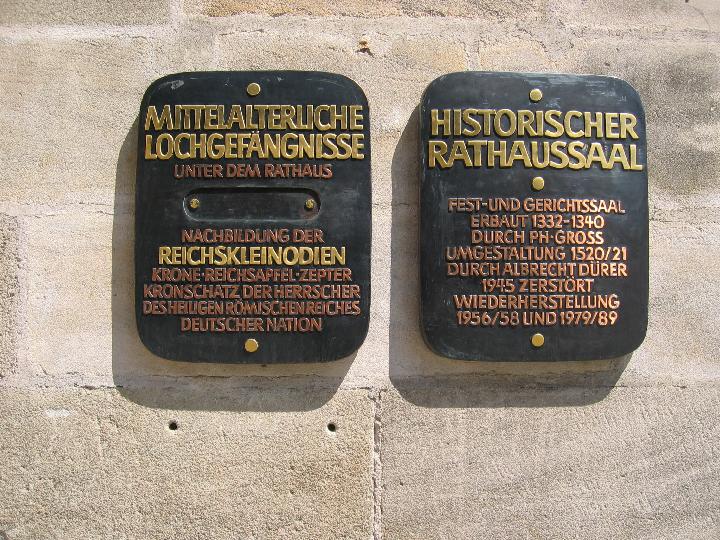 MITTELALTERLICHE
LOCHGEFÄNGNISSE
UNTER DEM RATHAUS
NACHBILDUNG DER
REICHSKLEINODIEN
KRONE·REICHSAPFEL·ZEPTER
KRONSCHATZ DER HERRSCHER
DES HEILIGEN RÖMISCHEN REICHES
DEUTSCHER NATION
HISTORISCHER
RATHAUSSAAL
FEST-UND GERICHTSSAAL
ERBAUT 1332-1340
DURCH PH·GROSS
UMGESTALTUNG 1520/21
DURCH ALBRECHT DÜRER
1945 ZERSTÖRT
WIEDERHERSTELLUNG
1956/58 UND 1979/89